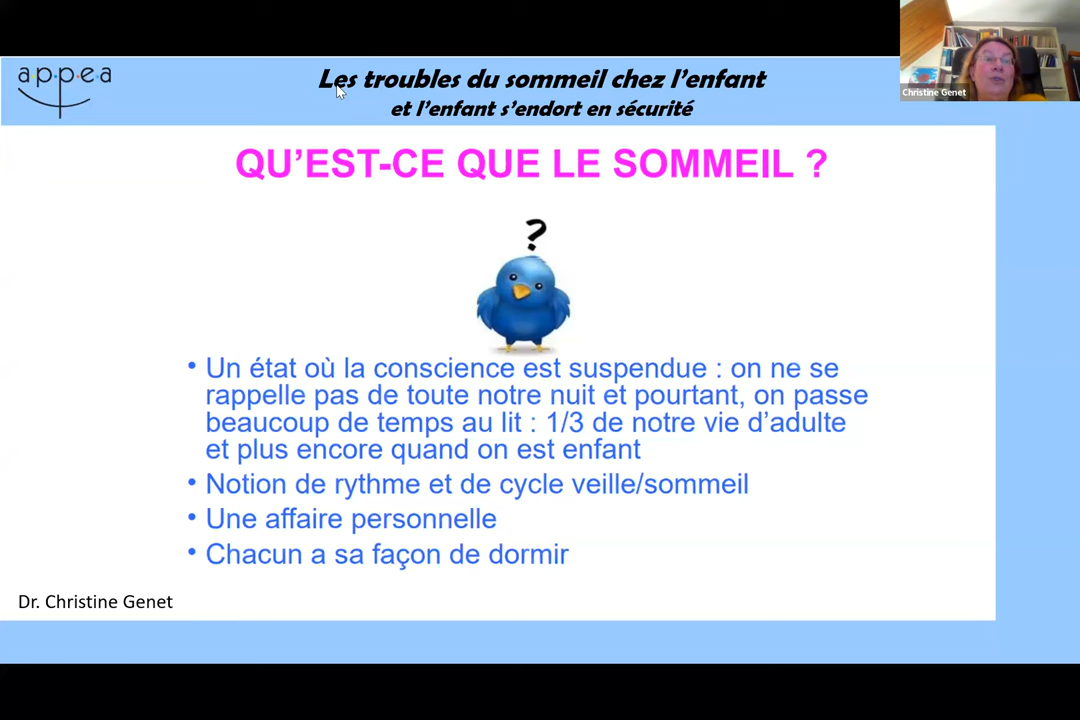 appea
Les troubles du sommeil chez l’enfant
et l’enfant s’endort en sécurité
Christine Genet
QU’EST-CE QUE LE SOMMEIL ?
?
• Un état où la conscience est suspendue : on ne se
rappelle pas de toute notre nuit et pourtant, on passe
beaucoup de temps au lit : 1/3 de notre vie d’adulte
et plus encore quand on est enfant
• Notion de rythme et de cycle veille/sommeil
• Une affaire personnelle
• Chacun a sa façon de dormir
Dr. Christine Genet